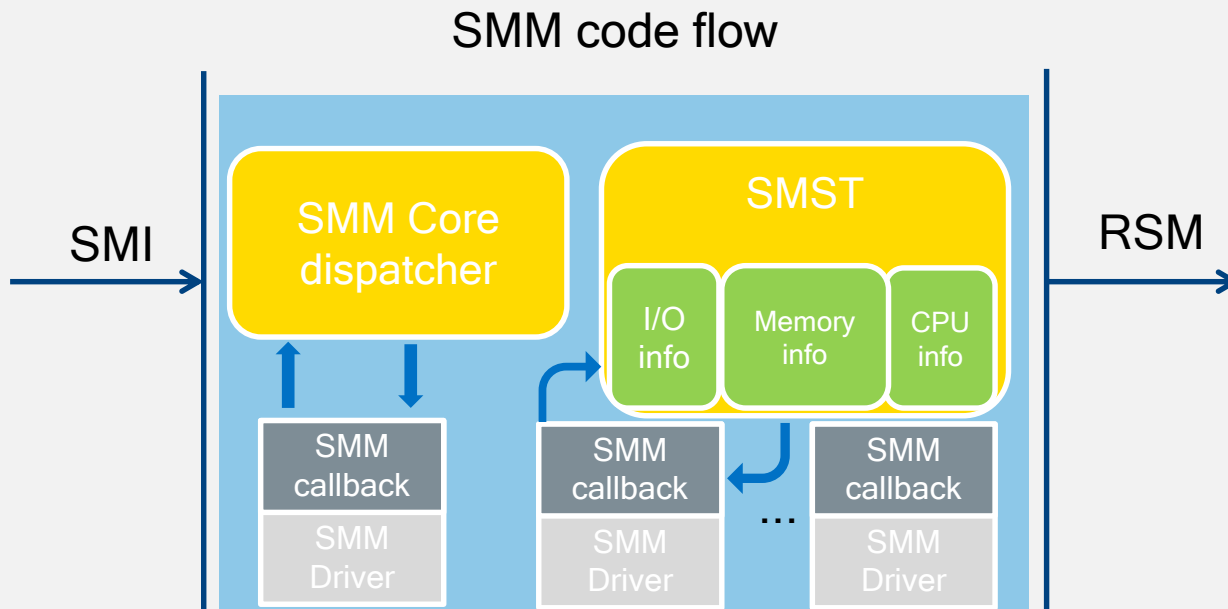 SMM code flow
SMI
SMM Core
dispatcher
SMST
I/O
info
Memory
info
CPU
info
RSM
SMM
callback
SMM
Driver
SMM
callback
SMM
Driver
...
SMM
callback
SMM
Driver